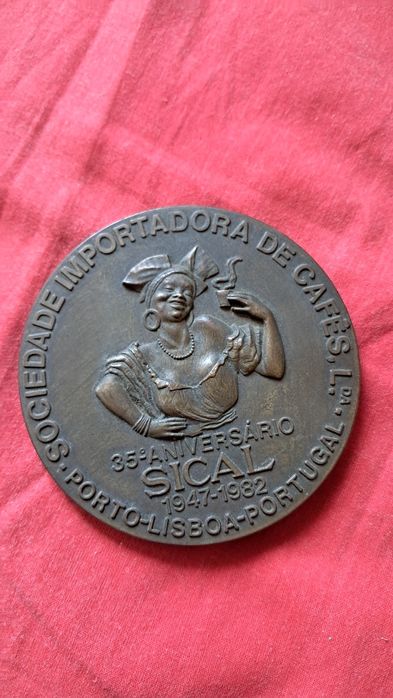 SOCIEDADE IMPORTADORA DE CAFÉS, L.DA ·
35º ANIVERSÁRIO
SICAL
1947-1982
· PORTO-LISBOA-PORTUGAL ·